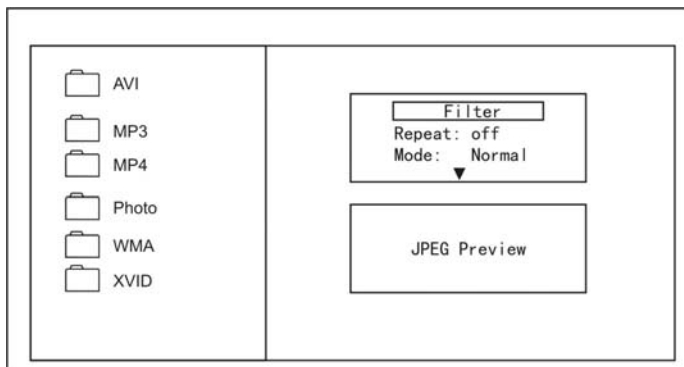 AVI
MP3
MP4
Photo
WMA
XVID
Filter
Repeat: off
Mode: Normal
JPEG Preview